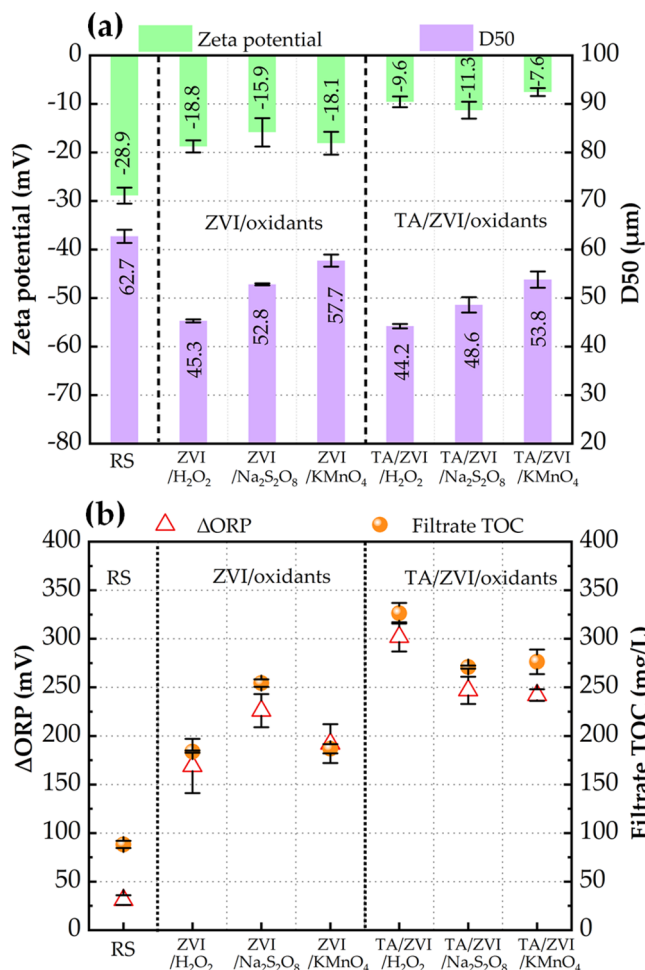 (a)
Zeta potential
D50
0
-10
-20
-30
-40
-50
-60
-70
-80
Zeta potential (mV)
100
90
80
70
60
50
40
30
20
D50 (μm)
-28.9
-18.8
-15.9
-18.1
-9.6
-11.3
-7.6
ZVI/oxidants
TA/ZVI/oxidants
62.7
45.3
52.8
57.7
44.2
48.6
53.8
RS
ZVI
/H₂O₂
ZVI
/Na₂S₂O₈
ZVI
/KMnO₄
TA/ZVI
/H₂O₂
TA/ZVI
/Na₂S₂O₈
TA/ZVI
/KMnO₄
(b)
ΔORP
Filtrate TOC
400
350
300
250
200
150
100
50
0
ΔORP (mV)
400
350
300
250
200
150
100
50
0
Filtrate TOC (mg/L)
RS
ZVI/oxidants
TA/ZVI/oxidants
RS
ZVI
/H₂O₂
ZVI
/Na₂S₂O₈
ZVI
/KMnO₄
TA/ZVI
/H₂O₂
TA/ZVI
/Na₂S₂O₈
TA/ZVI
/KMnO₄